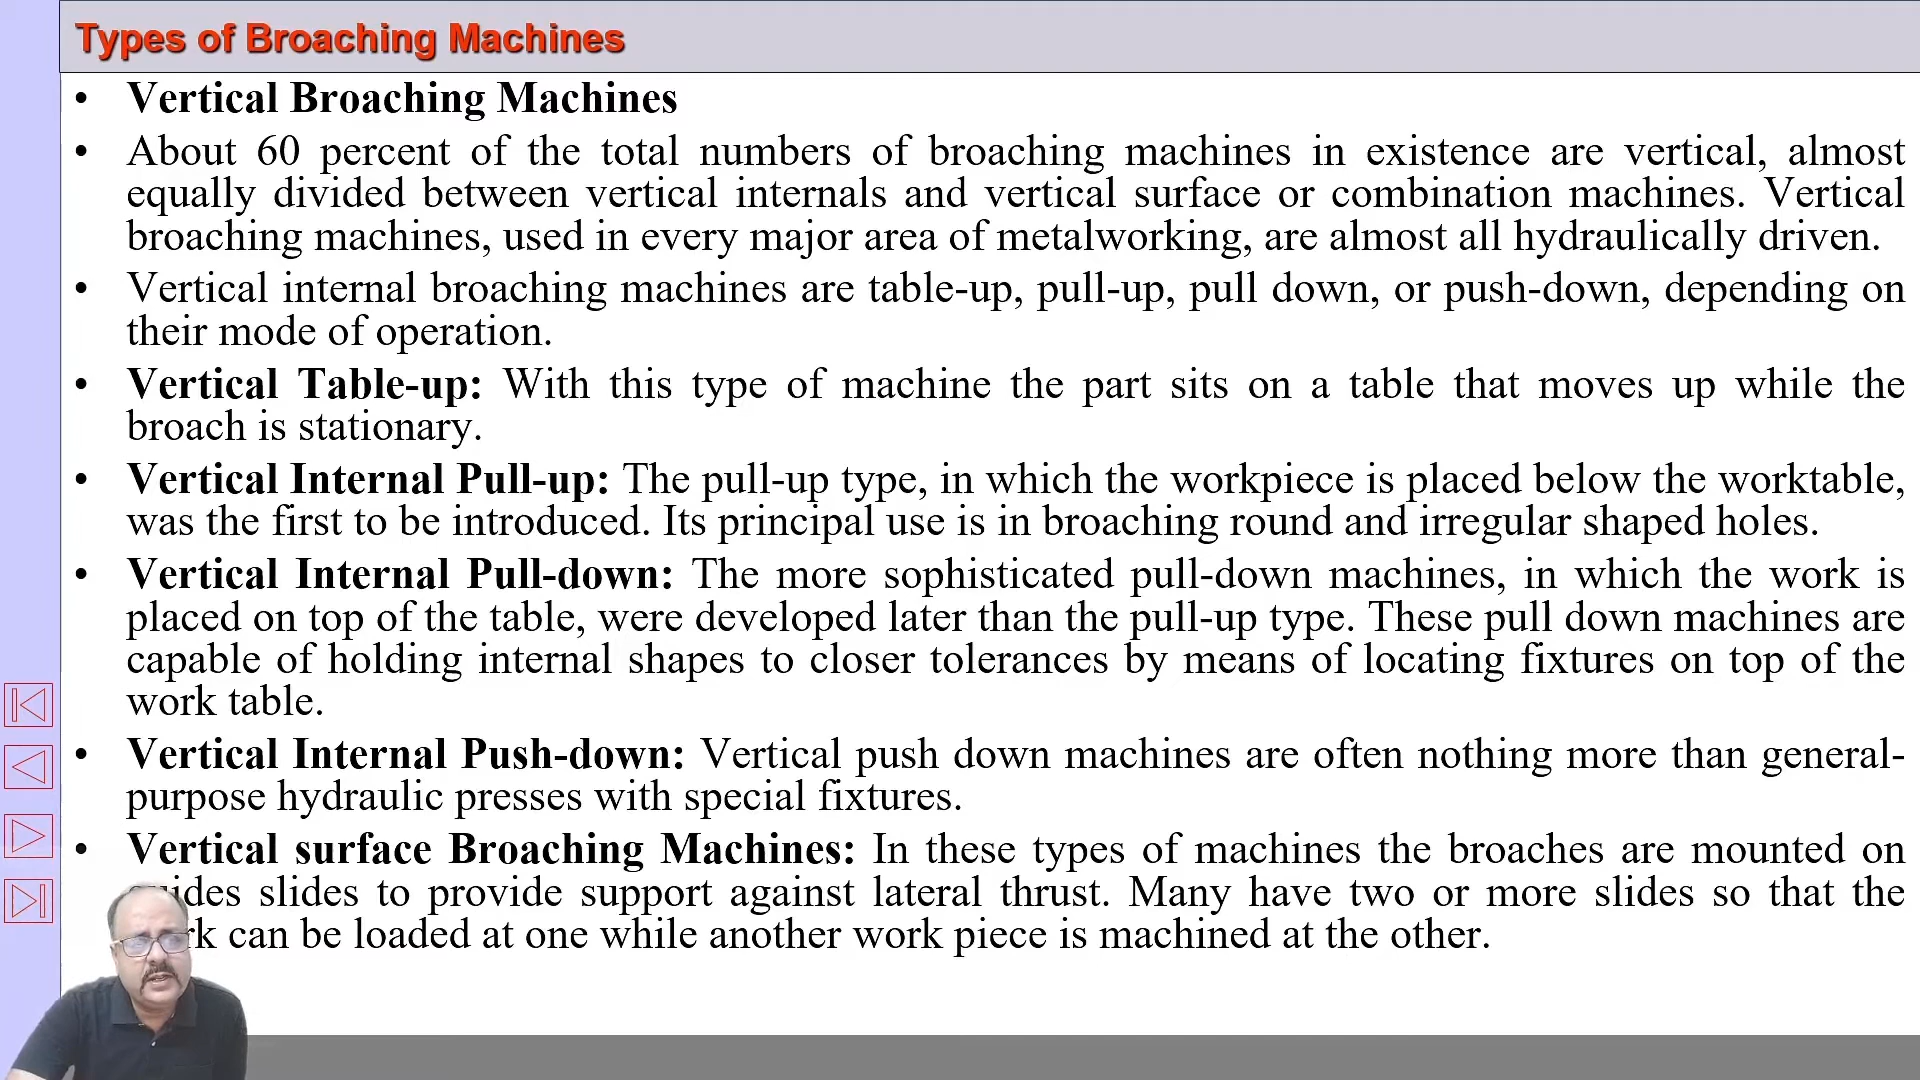 Types of Broaching Machines
• Vertical Broaching Machines
• About 60 percent of the total numbers of broaching machines in existence are vertical, almost
equally divided between vertical internals and vertical surface or combination machines. Vertical
broaching machines, used in every major area of metalworking, are almost all hydraulically driven.
• Vertical internal broaching machines are table-up, pull-up, pull down, or push-down, depending on
their mode of operation.
• Vertical Table-up: With this type of machine the part sits on a table that moves up while the
broach is stationary.
• Vertical Internal Pull-up: The pull-up type, in which the workpiece is placed below the worktable,
was the first to be introduced. Its principal use is in broaching round and irregular shaped holes.
• Vertical Internal Pull-down: The more sophisticated pull-down machines, in which the work is
placed on top of the table, were developed later than the pull-up type. These pull down machines are
capable of holding internal shapes to closer tolerances by means of locating fixtures on top of the
work table.
• Vertical Internal Push-down: Vertical push down machines are often nothing more than general-
purpose hydraulic presses with special fixtures.
• Vertical surface Broaching Machines: In these types of machines the broaches are mounted on
slides to provide support against lateral thrust. Many have two or more slides so that the
can be loaded at one while another work piece is machined at the other.